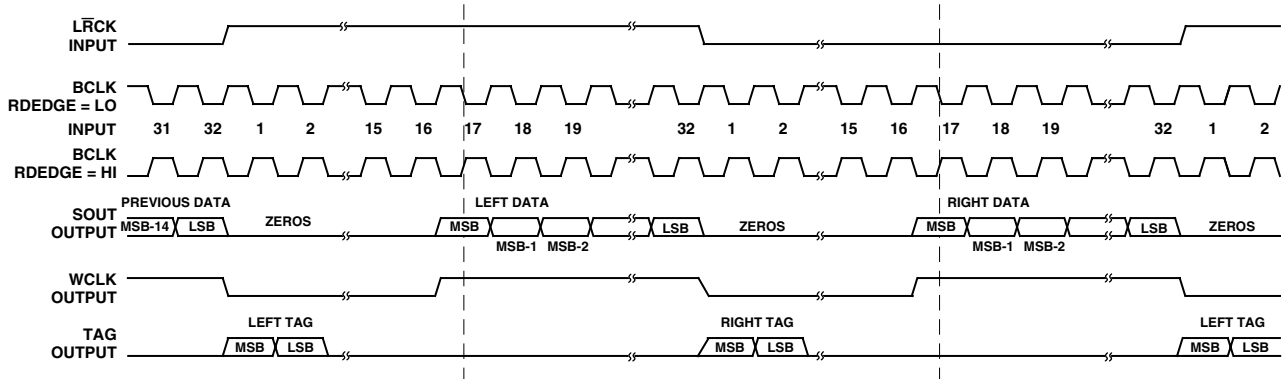 LR̅CK
INPUT
BCLK
RDEDGE = LO
INPUT 31 32 1 2 15 16 17 18 19 32 1 2 15 16 17 18 19 32 1 2
BCLK
RDEDGE = HI
PREVIOUS DATA LEFT DATA RIGHT DATA
SOUT
OUTPUT
MSB-14 LSB ZEROS MSB LSB ZEROS MSB LSB ZEROS
MSB-1 MSB-2 MSB-1 MSB-2
WCLK
OUTPUT
LEFT TAG RIGHT TAG LEFT TAG
TAG
OUTPUT
MSB LSB MSB LSB MSB LSB